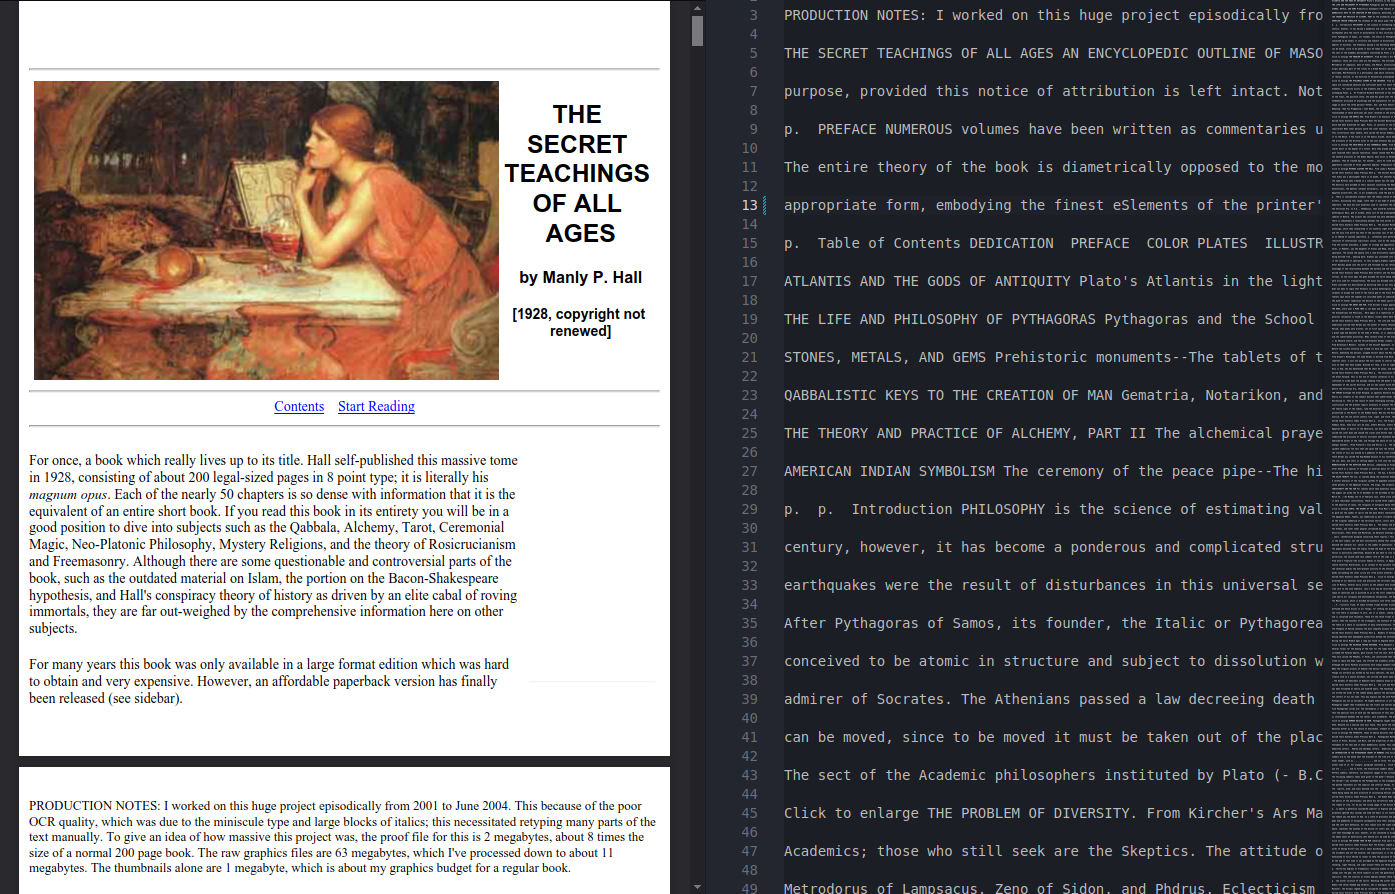 THE
SECRET
TEACHINGS
OF ALL
AGES
by Manly P. Hall
[1928, copyright not
renewed]
Contents Start Reading
For once, a book which really lives up to its title. Hall self-published this massive tome
in 1928, consisting of about 200 legal-sized pages in 8 point type; it is literally his
magnum opus. Each of the nearly 50 chapters is so dense with information that it is the
equivalent of an entire short book. If you read this book in its entirety you will be in a
good position to dive into subjects such as the Qabbala, Alchemy, Tarot, Ceremonial
Magic, Neo-Platonic Philosophy, Mystery Religions, and the theory of Rosicrucianism
and Freemasonry. Although there are some questionable and controversial parts of the
book, such as the outdated material on Islam, the portion on the Bacon-Shakespeare
hypothesis, and Hall's conspiracy theory of history as driven by an elite cabal of roving
immortals, they are far out-weighed by the comprehensive information here on other
subjects.
For many years this book was only available in a large format edition which was hard
to obtain and very expensive. However, an affordable paperback version has finally
been released (see sidebar).
PRODUCTION NOTES: I worked on this huge project episodically from 2001 to June 2004. This because of the poor
OCR quality, which was due to the miniscule type and large blocks of italics; this necessitated retyping many parts of the
text manually. To give an idea of how massive this project was, the proof file for this is 2 megabytes, about 8 times the
size of a normal 200 page book. The raw graphics files are 63 megabytes, which I've processed down to about 11
megabytes. The thumbnails alone are 1 megabyte, which is about my graphics budget for a regular book.
3 PRODUCTION NOTES: I worked on this huge project episodically fro
4
5 THE SECRET TEACHINGS OF ALL AGES AN ENCYCLOPEDIC OUTLINE OF MASO
6
7 purpose, provided this notice of attribution is left intact. Not
8
9 p. PREFACE NUMEROUS volumes have been written as commentaries u
10
11 The entire theory of the book is diametrically opposed to the mo
12
13 appropriate form, embodying the finest eSlements of the printer'
14
15 p. Table of Contents DEDICATION PREFACE COLOR PLATES ILLUSTR
16
17 ATLANTIS AND THE GODS OF ANTIQUITY Plato's Atlantis in the light
18
19 THE LIFE AND PHILOSOPHY OF PYTHAGORAS Pythagoras and the School
20
21 STONES, METALS, AND GEMS Prehistoric monuments--The tablets of t
22
23 QABBALISTIC KEYS TO THE CREATION OF MAN Gematria, Notarikon, and
24
25 THE THEORY AND PRACTICE OF ALCHEMY, PART II The alchemical praye
26
27 AMERICAN INDIAN SYMBOLISM The ceremony of the peace pipe--The hi
28
29 p. p. Introduction PHILOSOPHY is the science of estimating val
30
31 century, however, it has become a ponderous and complicated stru
32
33 earthquakes were the result of disturbances in this universal se
34
35 After Pythagoras of Samos, its founder, the Italic or Pythagorea
36
37 conceived to be atomic in structure and subject to dissolution w
38
39 admirer of Socrates. The Athenians passed a law decreeing death
40
41 can be moved, since to be moved it must be taken out of the plac
42
43 The sect of the Academic philosophers instituted by Plato (- B.C
44
45 Click to enlarge THE PROBLEM OF DIVERSITY. From Kircher's Ars Ma
46
47 Academics; those who still seek are the Skeptics. The attitude o
48
49 Metrodorus of Lampsacus, Zeno of Sidon, and Phdrus. Eclecticism